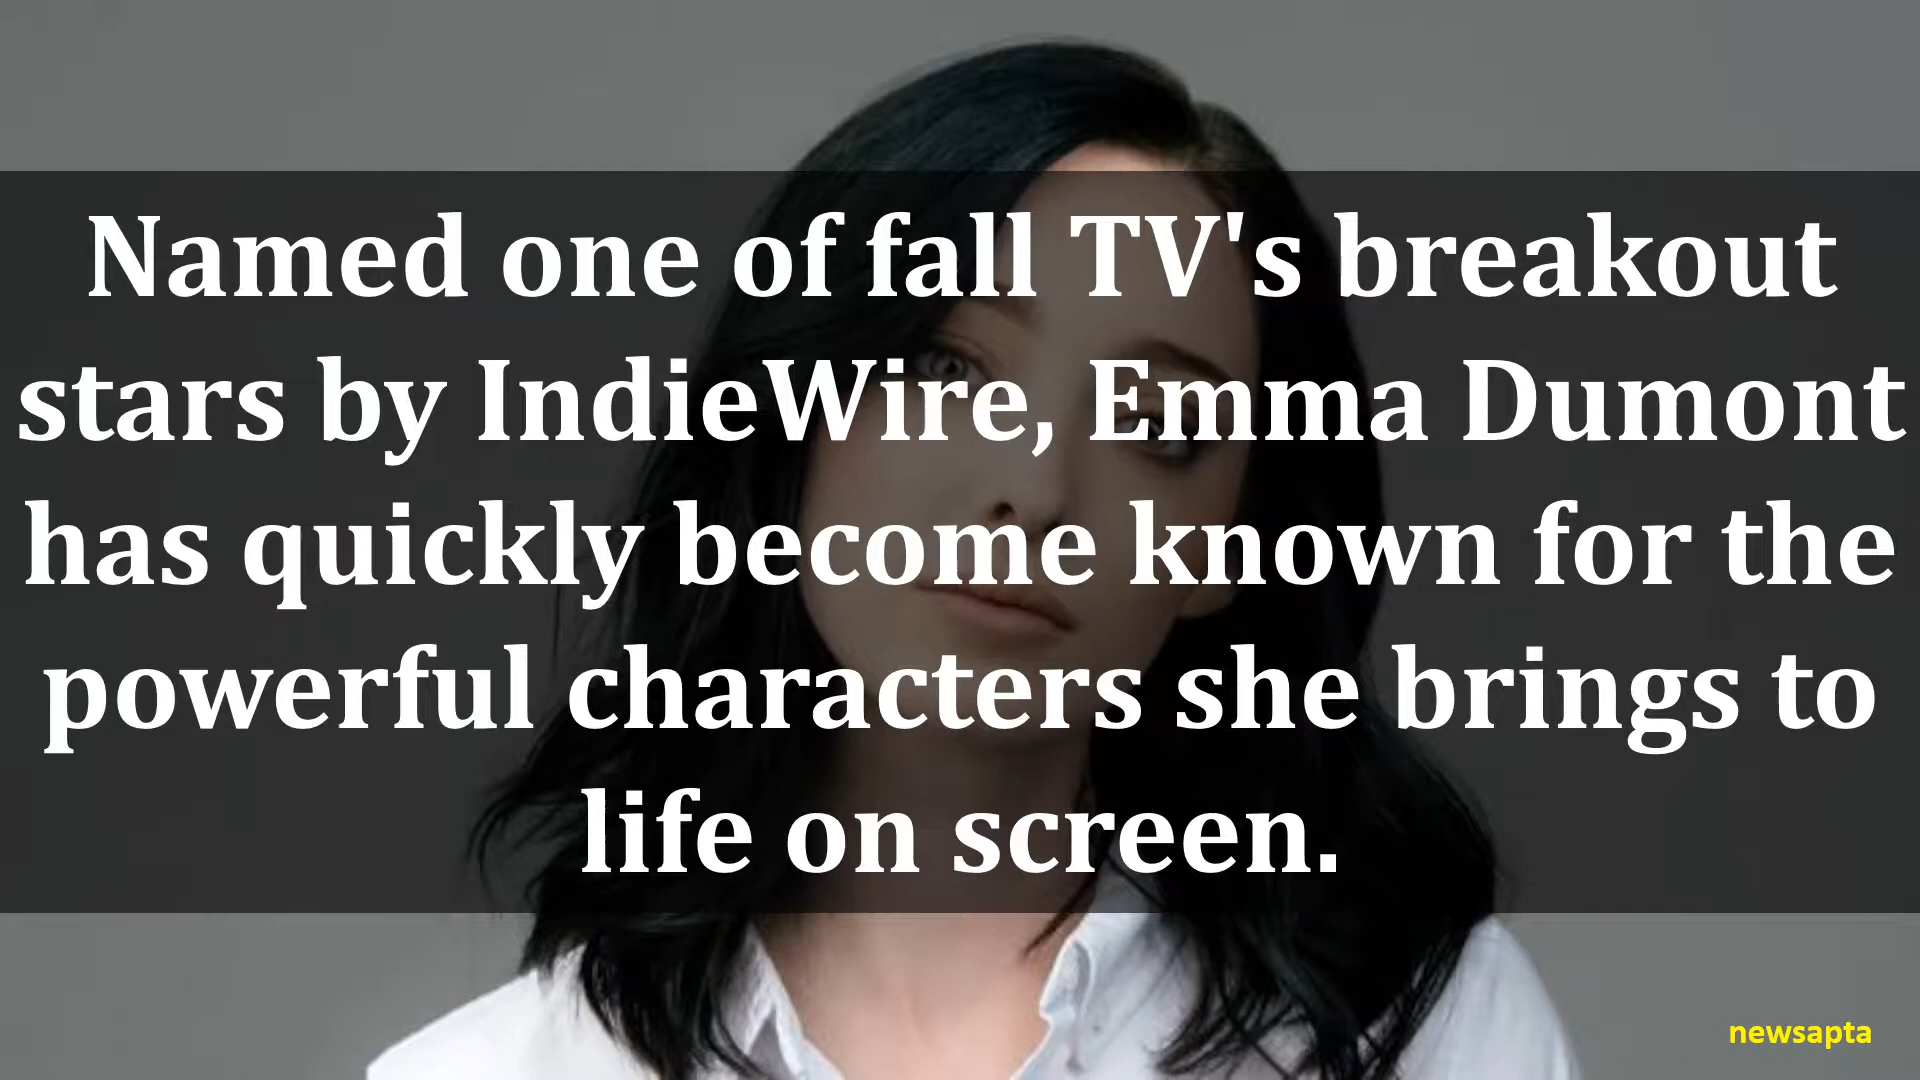 Named one of fall TV's breakout
stars by IndieWire, Emma Dumont
has quickly become known for the
powerful characters she brings to
life on screen.
newsapta